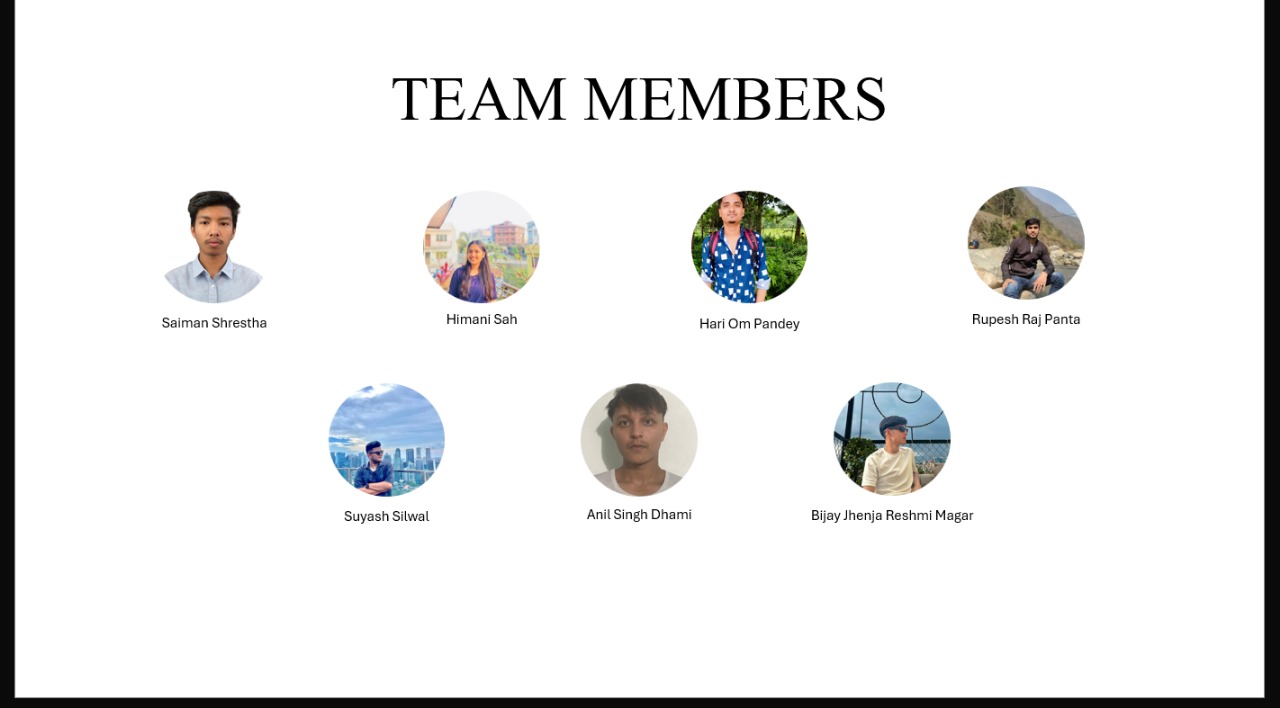 TEAM MEMBERS
Saiman Shrestha
Himani Sah
Hari Om Pandey
Rupesh Raj Panta
Suyash Silwal
Anil Singh Dhami
Bijay Jhenja Reshmi Magar